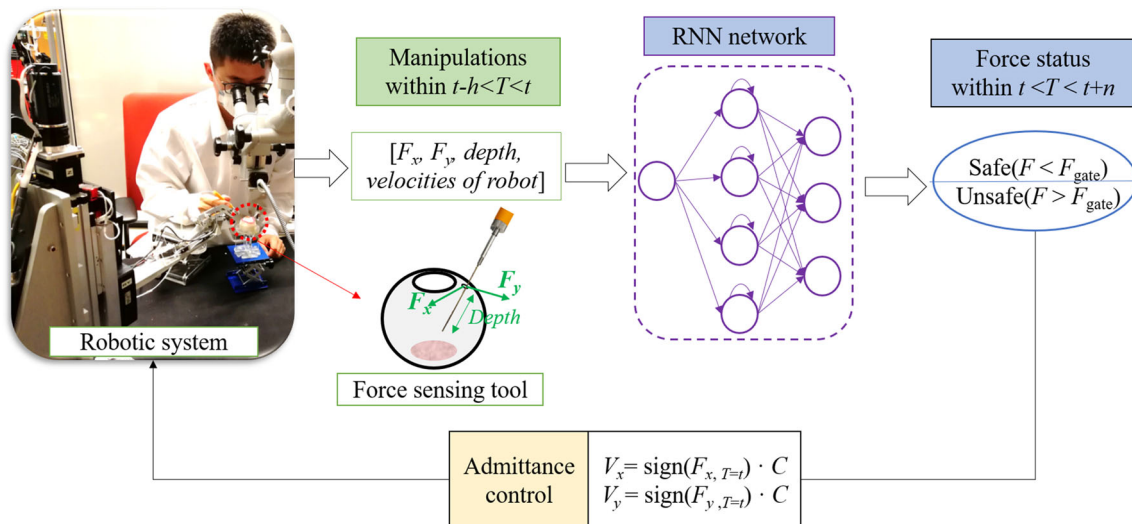 Manipulations
within t-h<T<t
RNN network
Force status
within t <T < t+n
[Fx, Fy, depth,
velocities of robot]
Safe(F < Fgate)
Unsafe(F > Fgate)
Fx
Fy
Depth
Robotic system
Force sensing tool
Admittance
control
Vx= sign(Fx, T=t) · C
Vy= sign(Fy ,T=t) · C